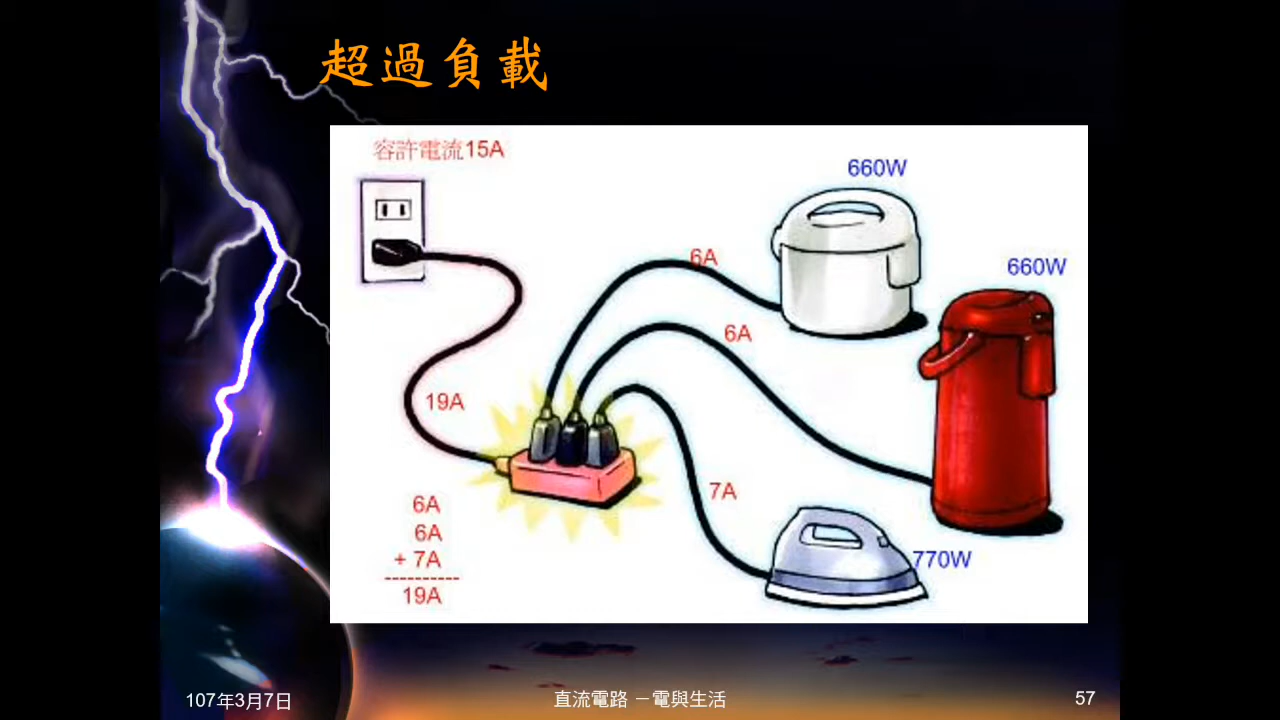 超過負載
容許電流15A
660W
6A
660W
6A
19A
7A
6A
6A
+ 7A
----------
19A
770W
107年3月7日
直流電路 －電與生活
57